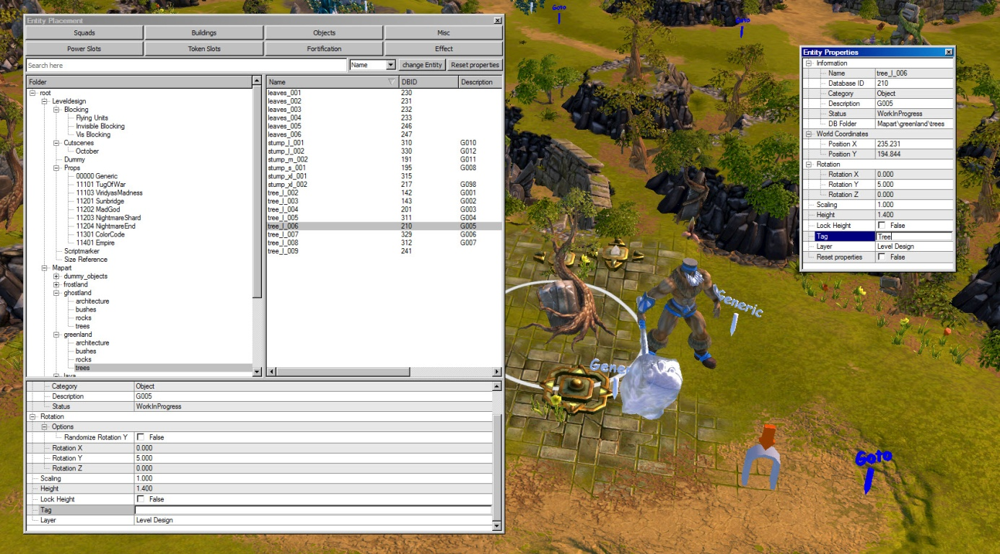 Entity Placement
Squads Buildings Objects Misc
Power Slots Token Slots Fortification Effect
Search here Name change Entity Reset properties
Folder
root
Leveldesign
Blocking
Flying Units
Invisible Blocking
Vis Blocking
Cutscenes
October
Dummy
Props
00000 Generic
11101 TugOfWar
11103 ViridyasMadness
11201 Sunbridge
11202 MadGod
11203 NightmareShard
11204 NightmareEnd
11301 ColorCode
11401 Empire
Scriptmarker
Size Reference
Mapart
dummy_objects
frostland
ghostland
architecture
bushes
rocks
trees
greenland
architecture
bushes
rocks
trees
lava
Name DBID Description
leaves_001 230
leaves_002 231
leaves_003 232
leaves_004 233
leaves_005 246
leaves_006 247
stump_l_001 310 G010
stump_l_002 330 G012
stump_m_002 191 G011
stump_s_001 195 G008
stump_xl_001 315
stump_xl_002 217 G098
tree_l_002 142 G001
tree_l_003 143 G002
tree_l_004 201 G003
tree_l_005 311 G004
tree_l_006 210 G005
tree_l_007 329 G006
tree_l_008 312 G007
tree_l_009 241
Category Object
Description G005
Status WorkInProgress
Rotation
Options
Randomize Rotation Y False
Rotation X 0.000
Rotation Y 5.000
Rotation Z 0.000
Scaling 1.000
Height 1.400
Lock Height False
Tag
Layer Level Design
Goto
Goto
Entity Properties
Information
Name tree_l_006
Database ID 210
Category Object
Description G005
Status WorkInProgress
DB Folder Mapart\greenland\trees
World Coordinates
Position X 235.231
Position Y 194.844
Rotation
Rotation X 0.000
Rotation Y 5.000
Rotation Z 0.000
Scaling 1.000
Height 1.400
Lock Height False
Tag Tree
Layer Level Design
Reset properties False
Generic
Gener
Goto